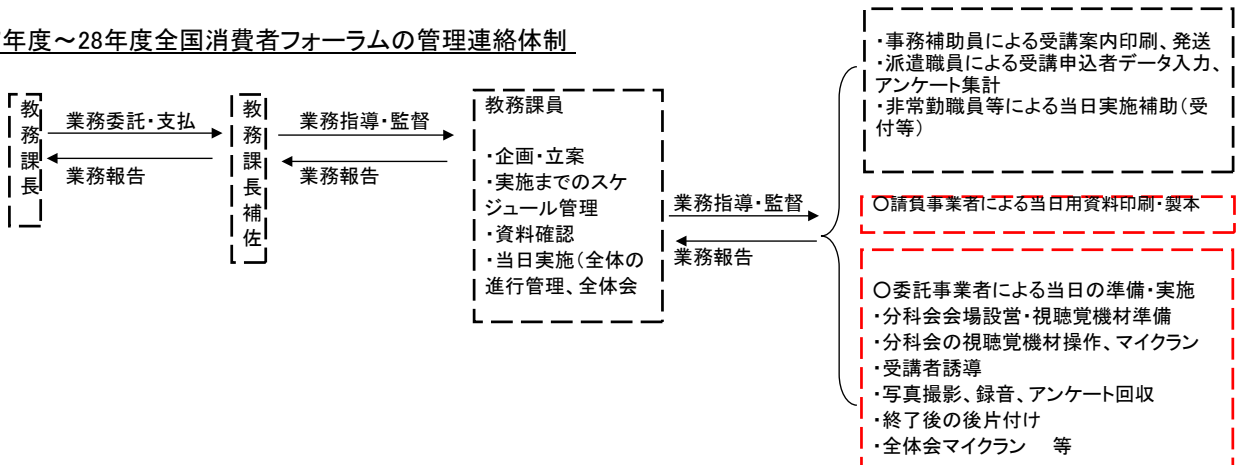 年度～28年度全国消費者フォーラムの管理連絡体制
教務課長
業務委託・支払
業務報告
教務課長補佐
業務指導・監督
業務報告
教務課員
・企画・立案
・実施までのスケ
ジュール管理
・資料確認
・当日実施（全体の
進行管理、全体会
業務指導・監督
業務報告
・事務補助員による受講案内印刷、発送
・派遣職員による受講申込者データ入力、
アンケート集計
・非常勤職員等による当日実施補助（受
付等）
〇請負事業者による当日用資料印刷・製本
〇委託事業者による当日の準備・実施
・分科会会場設営・視聴覚機材準備
・分科会の視聴覚機材操作、マイクラン
・受講者誘導
・写真撮影、録音、アンケート回収
・終了後の後片付け
・全体会マイクラン　等